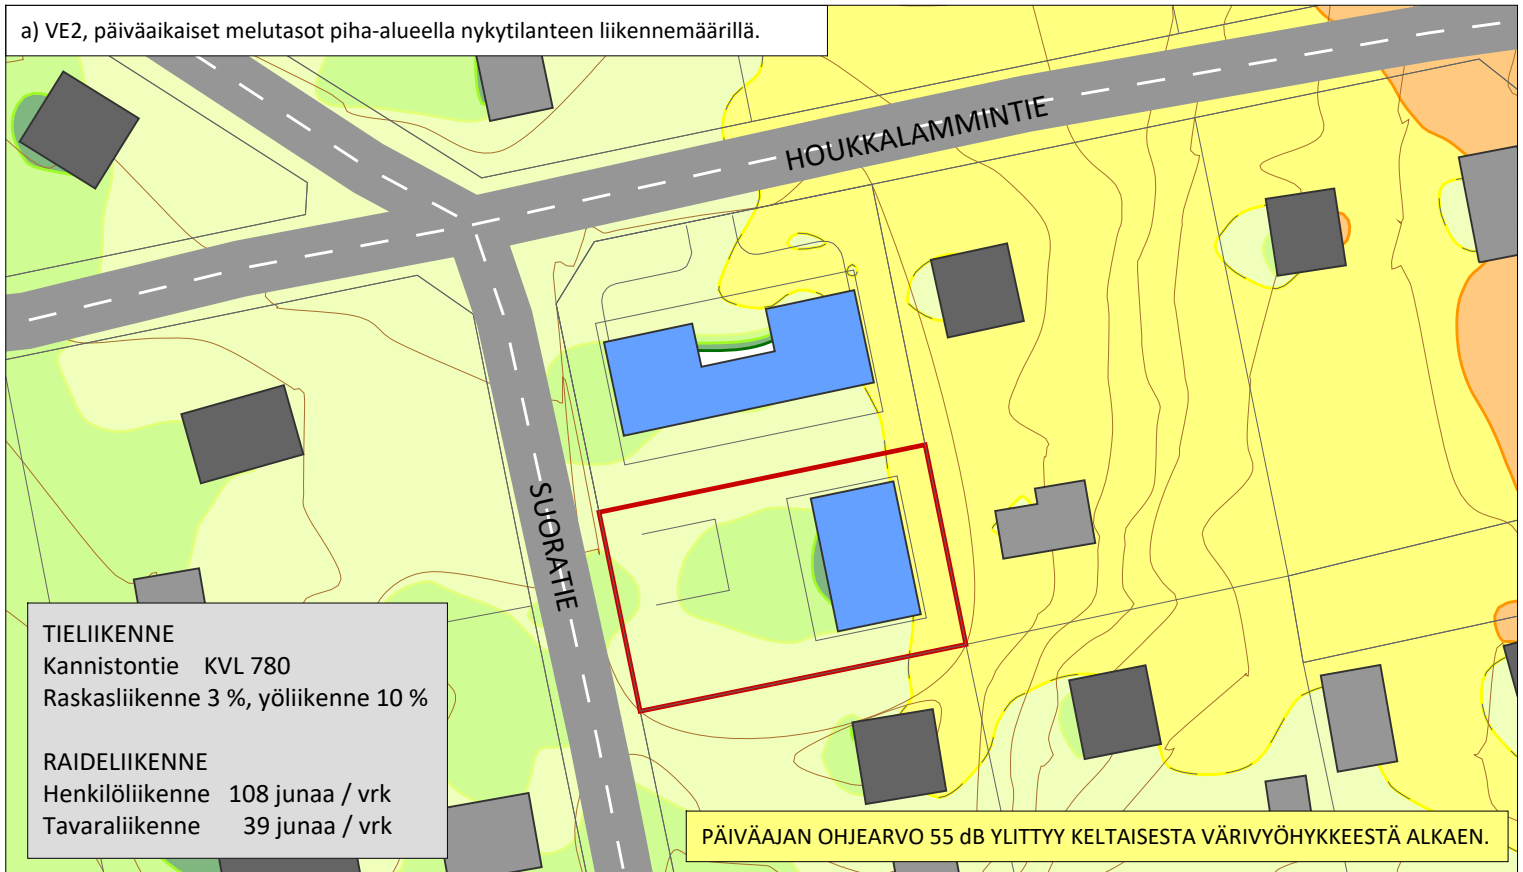 a) VE2, päiväaikaiset melutasot piha-alueella nykytilanteen liikennemäärillä.
HOUKKALAMMINTIE
SUORATIE
TIELIIKENNE
Kannistontie KVL 780
Raskasliikenne 3 %, yöliikenne 10 %
RAIDELIIKENNE
Henkilöliikenne 108 junaa / vrk
Tavaraliikenne 39 junaa / vrk
PÄIVÄAJAN OHJEARVO 55 dB YLITTYY KELTAISESTA VÄRIVYÖHYKKEESTÄ ALKAEN.